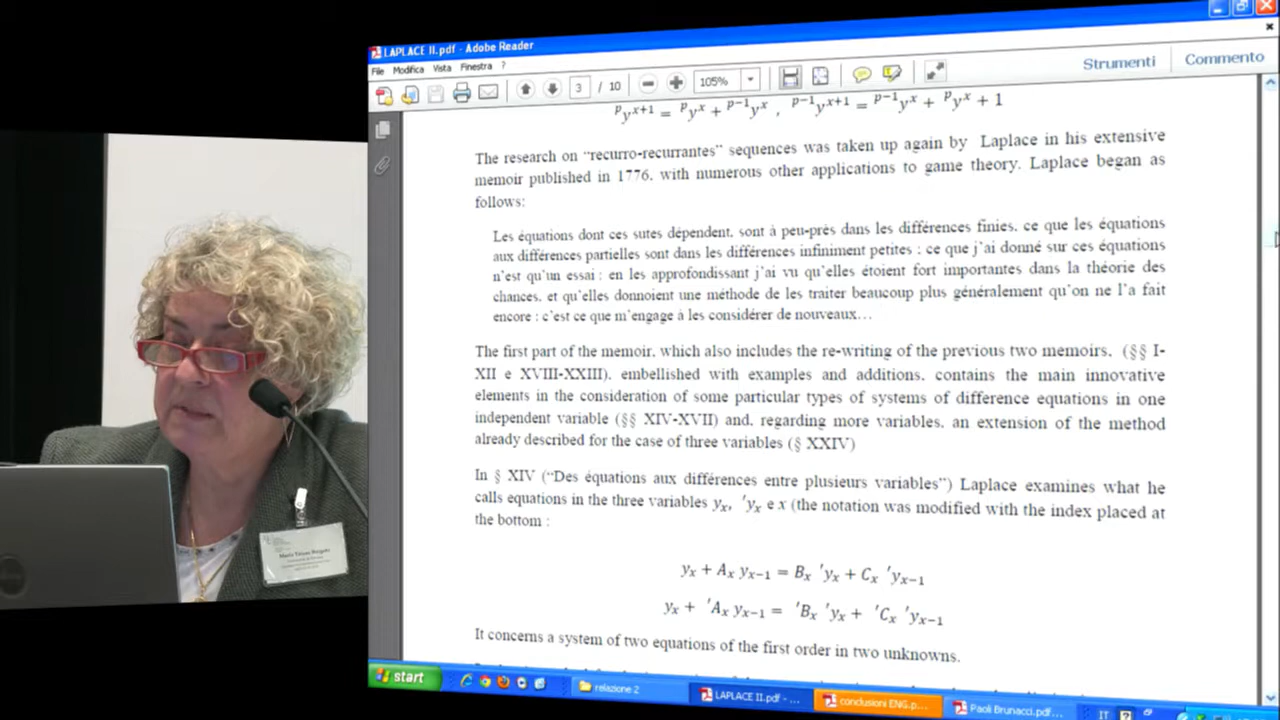 LAPLACE II.pdf - Adobe Reader
File Modifica Vista Finestra ?
3 / 10 105% Strumenti Commento
ᵖyˣ⁺¹ = ᵖyˣ + ᵖ⁻¹yˣ , ᵖ⁻¹yˣ⁺¹ = ᵖ⁻¹yˣ + ᵖyˣ + 1
The research on "recurro-recurrantes" sequences was taken up again by Laplace in his extensive
memoir published in 1776, with numerous other applications to game theory. Laplace began as
follows:
Les équations dont ces sutes dépendent, sont à peu-près dans les différences finies, ce que les équations
aux différences partielles sont dans les différences infiniment petites ; ce que j'ai donné sur ces équations
n'est qu'un essai ; en les approfondissant j'ai vu qu'elles étoient fort importantes dans la théorie des
chances, et qu'elles donnoient une méthode de les traiter beaucoup plus généralement qu'on ne l'a fait
encore : c'est ce que m'engage à les considérer de nouveaux…
The first part of the memoir, which also includes the re-writing of the previous two memoirs, (§§ I-
XII e XVIII-XXIII), embellished with examples and additions, contains the main innovative
elements in the consideration of some particular types of systems of difference equations in one
independent variable (§§ XIV-XVII) and, regarding more variables, an extension of the method
already described for the case of three variables (§ XXIV)
In § XIV ("Des équations aux différences entre plusieurs variables") Laplace examines what he
calls equations in the three variables yₓ, ′yₓ e x (the notation was modified with the index placed at
the bottom :
yₓ + Aₓ yₓ₋₁ = Bₓ ′yₓ + Cₓ ′yₓ₋₁
yₓ + ′Aₓ yₓ₋₁ = ′Bₓ ′yₓ + ′Cₓ ′yₓ₋₁
It concerns a system of two equations of the first order in two unknowns.
start relazione 2 LAPLACE II.pdf - ... conclusioni ENG.p... Paoli Brunacci.pdf... IT